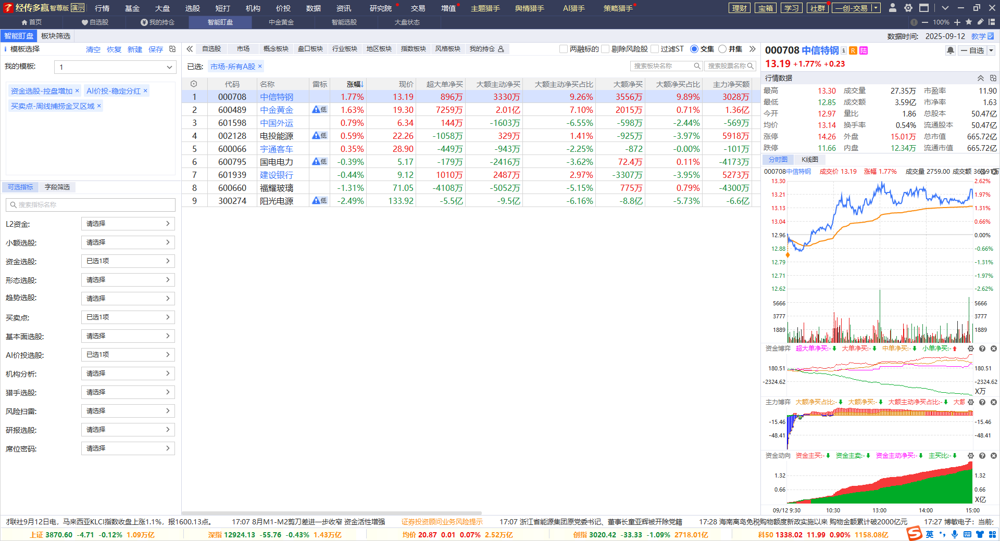 经传多赢 智尊版 演示 行情 基金 大盘 选股 短打 机构 价投 数据 资讯 研究院 交易 增值 主题猎手 舆情猎手 AI猎手 策略猎手 理财 宝箱 学习 社群 一创-交易
首页 自选股 我的持仓 智能盯盘 中金黄金 智能选股 大盘状态 100%
智能盯盘 板块筛选 数据时间: 2025-09-12 教学
模板选择 清空 恢复 新建 保存
我的模板: 1
资金选股-控盘增加 × AI价投-稳定分红 ×
买卖点-周线捕捞金叉区域 ×
可选指标 字段筛选
搜索指标名称
L2资金: 请选择
小额选股: 请选择
资金选股: 已选1项
形态选股: 请选择
趋势选股: 请选择
买卖点: 已选1项
基本面选股: 请选择
AI价投选股: 已选1项
机构分析: 请选择
猎手选股: 请选择
风险扫雷: 请选择
研报选股: 请选择
席位密码: 请选择
自选股 市场 概念板块 盘口板块 行业板块 地区板块 指数板块 风格板块 我的持仓 两融标的 剔除风险股 过滤ST 交集 并集
已选: 市场-所有A股 × 搜索板块名称 搜索股票名称
代码 名称 雷标 涨幅↓ 现价 超大单净买 大额主动净买 大额主动净买占比 大额净买 大额净买占比 主力净买额
1 000708 中信特钢 1.77% 13.19 896万 3330万 9.26% 3556万 9.89% 3028万
2 600489 中金黄金 低 1.63% 19.30 7259万 2.01亿 7.10% 2015万 0.71% 1.36亿
3 601598 中国外运 0.79% 6.34 144万 -1603万 -6.55% -598万 -2.44% -569万
4 002128 电投能源 低 0.59% 22.26 -1058万 329万 1.41% -925万 -3.97% 5918万
5 600066 宇通客车 0.35% 28.90 -449万 -943万 -2.25% -872 -0.00% -101万
6 600795 国电电力 低 -0.39% 5.17 -179万 -2416万 -3.62% 72.4万 0.11% -4173万
7 601939 建设银行 -0.44% 9.12 1010万 2487万 2.97% -3307万 -3.95% 5273万
8 600660 福耀玻璃 -1.31% 71.05 -4108万 -5052万 -5.15% 775万 0.79% -4300万
9 300274 阳光电源 低 -2.49% 133.92 -5.5亿 -9.5亿 -6.16% -8.8亿 -5.73% -6.6亿
000708 中信特钢 R 陆 自选
13.19 +1.77% +0.23
行情数据
最高 13.30 成交量 27.35万 市盈率 11.90
最低 12.85 成交额 3.59亿 市净率 1.63
今开 12.97 量比 1.86 总股本 50.47亿
均价 13.14 换手率 0.54% 流通股本 50.47亿
涨停 14.26 外盘 15.01万 总市值 665.72亿
跌停 11.66 内盘 12.34万 流通市值 665.72亿
分时图 K线图
000708中信特钢 成交价 13.19 涨幅 1.77% 成交量 2759.00 成交额
13.30 2.62%
13.21 1.97%
13.13 1.31%
13.04 0.66%
12.96 0.00%
12.88 -0.66%
12.79 -1.31%
12.71 -1.97%
12.62 -2.62%
5666 5666
3777 3777
1889 1889
资金博弈 超大单净买:-↓ 大单净买:-↓ 中单净买:-↓ 小单净买:-↑
180.51 180.51
-2324.62 -2324.62
X万
主力博弈 大额净买占比:-↓ 大额净买:-↓ 大额主动净买占比:-↓ 大额
-15.46 -15.46
-48.41 -48.41
资金动向 资金主买:-↓ 资金主卖:-↓ 资金主动净买:-↓ 主买比:-↓
1.32 1.32
0.66 0.66
X亿
09/12 9:30 10:30 13:00 14:00 15:00
才联社9月12日电，马来西亚KLCI指数收盘上涨1.1%，报1600.13点。 17:07 8月M1-M2剪刀差进一步收窄 资金活性增强 证券投资顾问业务风险提示 17:07 浙江省能源集团原党委书记、董事长童亚辉被开除党籍 17:28 海南离岛免税购物额度新政实施以来 购物金额累计破2000亿元 17:27 博敏电子：当前
上证 3870.60 -4.71 -0.12% 1.09万亿 深指 12924.13 -55.76 -0.43% 1.43万亿 均价 20.87 0.01 0.07% 2.52万亿 创指 3020.42 -33.33 -1.09% 2718.01亿 科50 1338.02 11.99 0.90% 1158.08亿 英